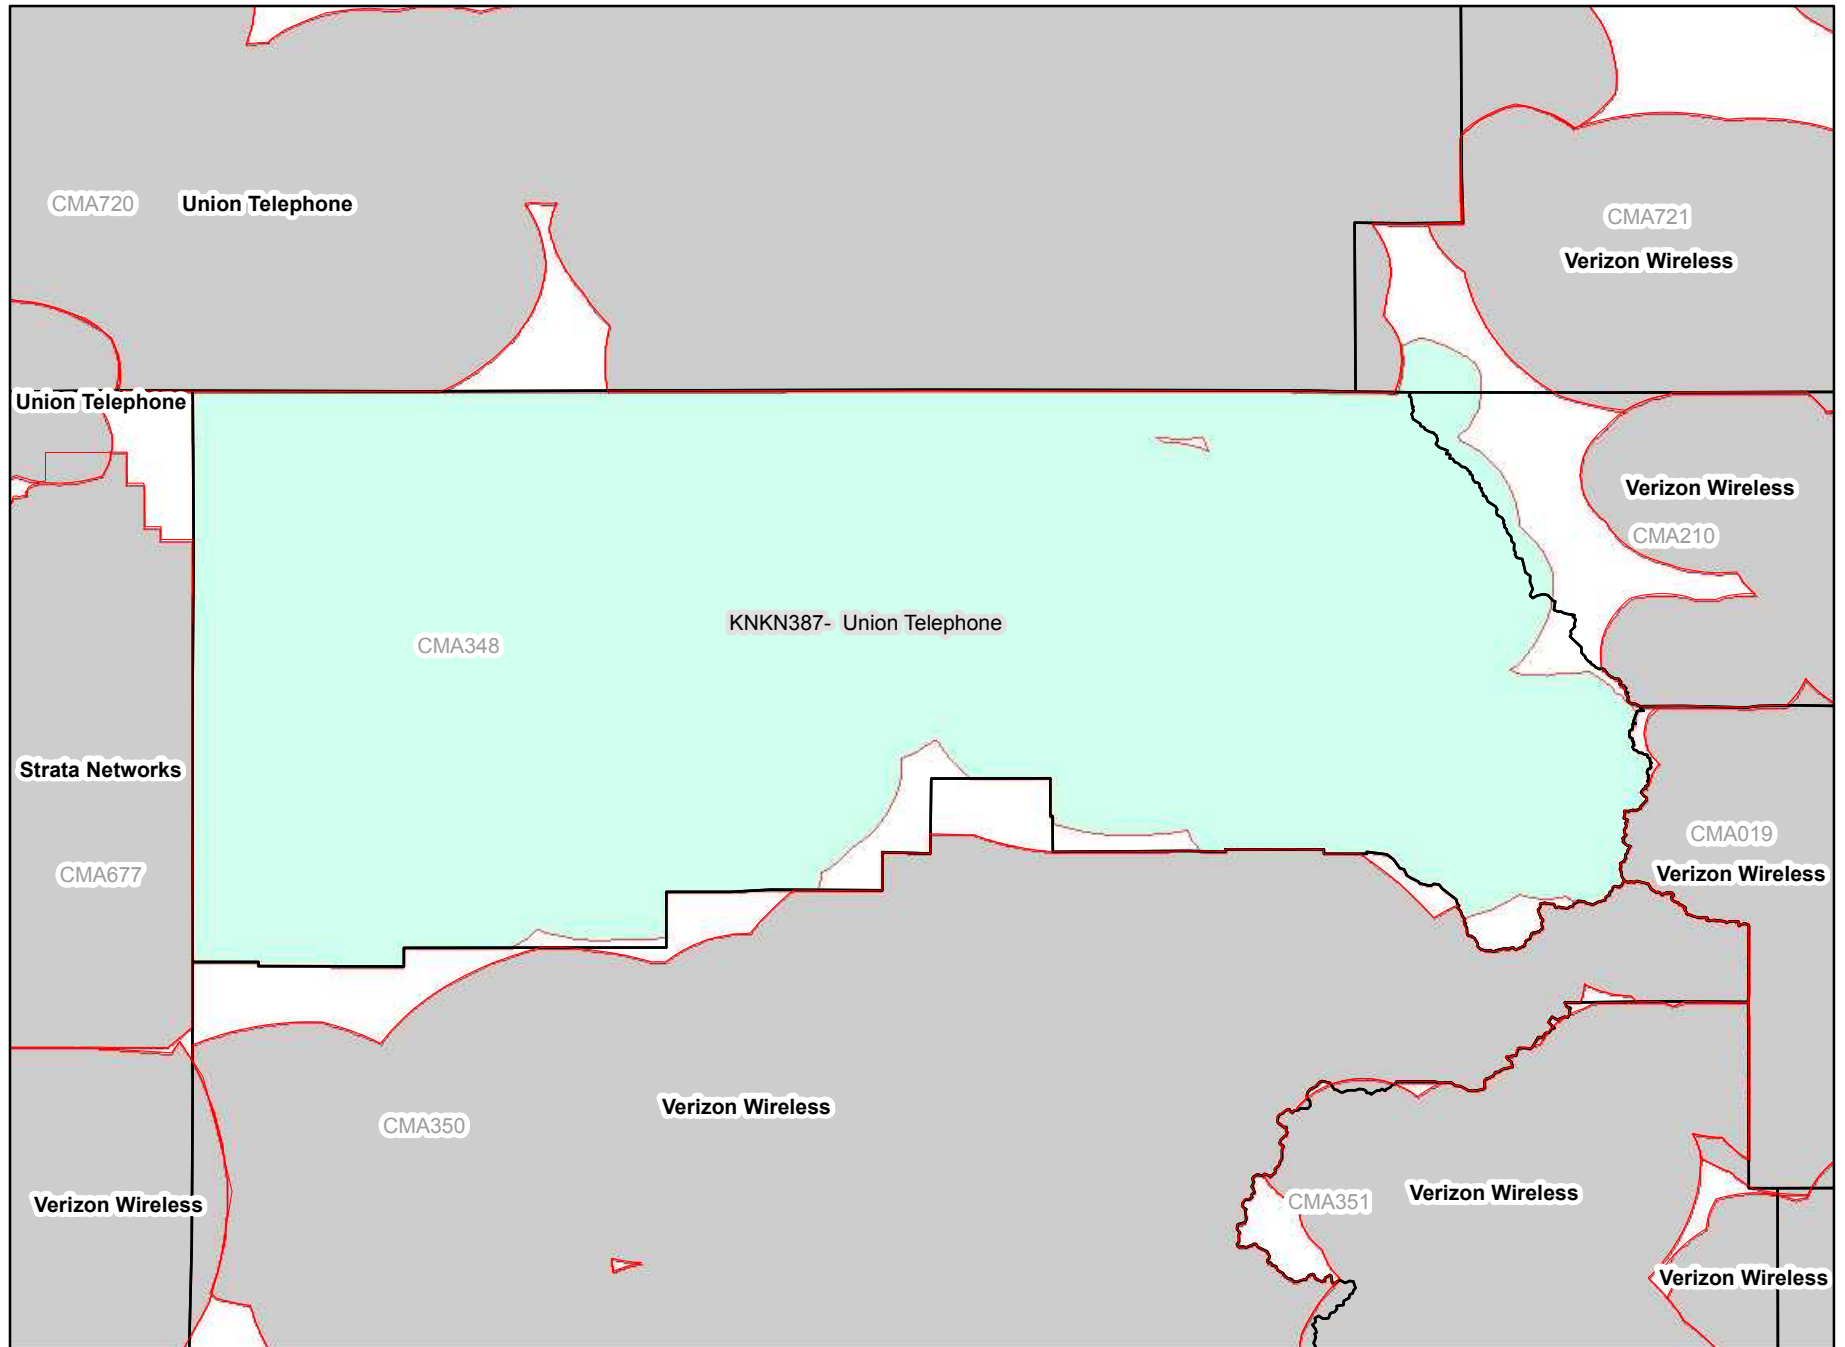 CMA720
Union Telephone
CMA721
Verizon Wireless
Union Telephone
Verizon Wireless
CMA210
KNKN387- Union Telephone
CMA348
Strata Networks
CMA677
CMA019
Verizon Wireless
Verizon Wireless
CMA350
Verizon Wireless
CMA351
Verizon Wireless
Verizon Wireless